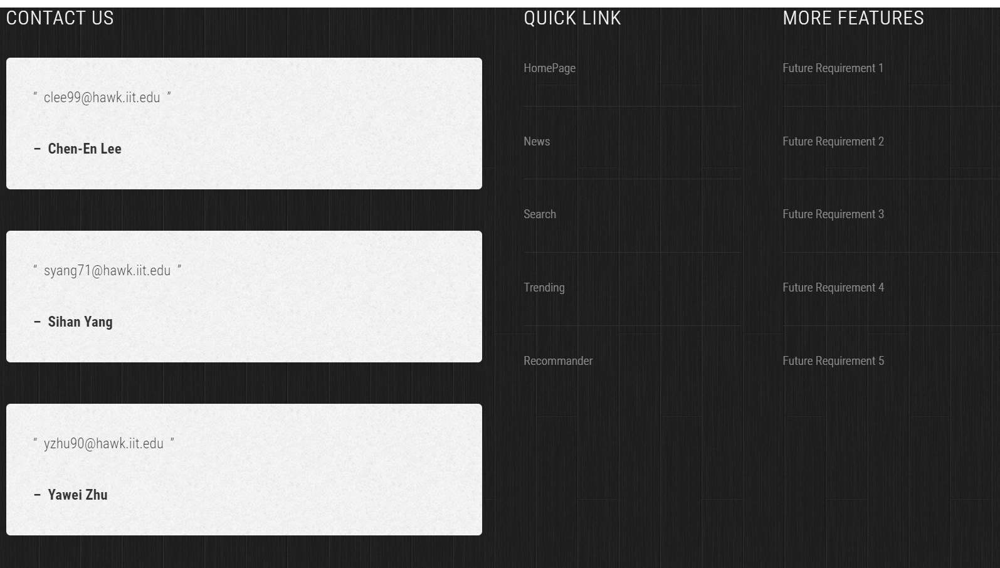 CONTACT US
“ clee99@hawk.iit.edu ”
– Chen-En Lee
“ syang71@hawk.iit.edu ”
– Sihan Yang
“ yzhu90@hawk.iit.edu ”
– Yawei Zhu
QUICK LINK
HomePage
News
Search
Trending
Recommander
MORE FEATURES
Future Requirement 1
Future Requirement 2
Future Requirement 3
Future Requirement 4
Future Requirement 5